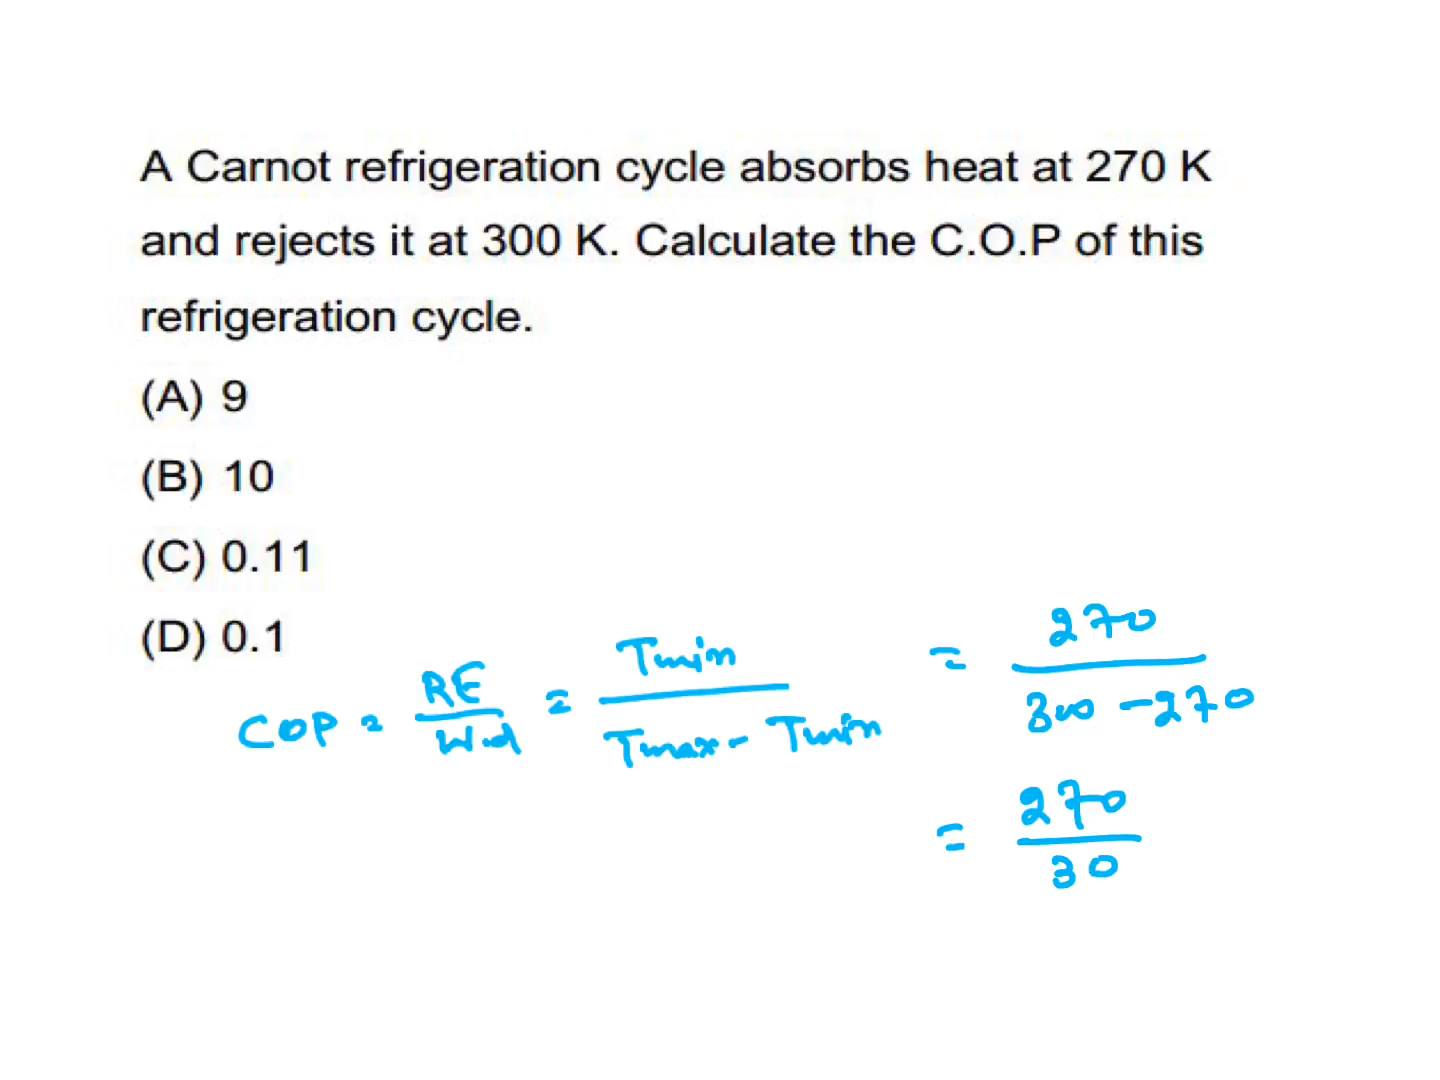 A Carnot refrigeration cycle absorbs heat at 270 K
and rejects it at 300 K. Calculate the C.O.P of this
refrigeration cycle.
(A) 9
(B) 10
(C) 0.11
(D) 0.1
COP = RE / W.d = Tmin / Tmax - Tmin = 270 / 300 - 270
= 270 / 30